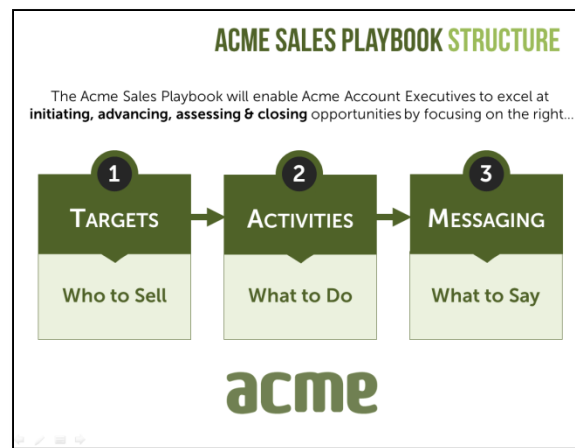 ACME SALES PLAYBOOK STRUCTURE
The Acme Sales Playbook will enable Acme Account Executives to excel at
initiating, advancing, assessing & closing opportunities by focusing on the right...
1
TARGETS
Who to Sell
2
ACTIVITIES
What to Do
3
MESSAGING
What to Say
acme